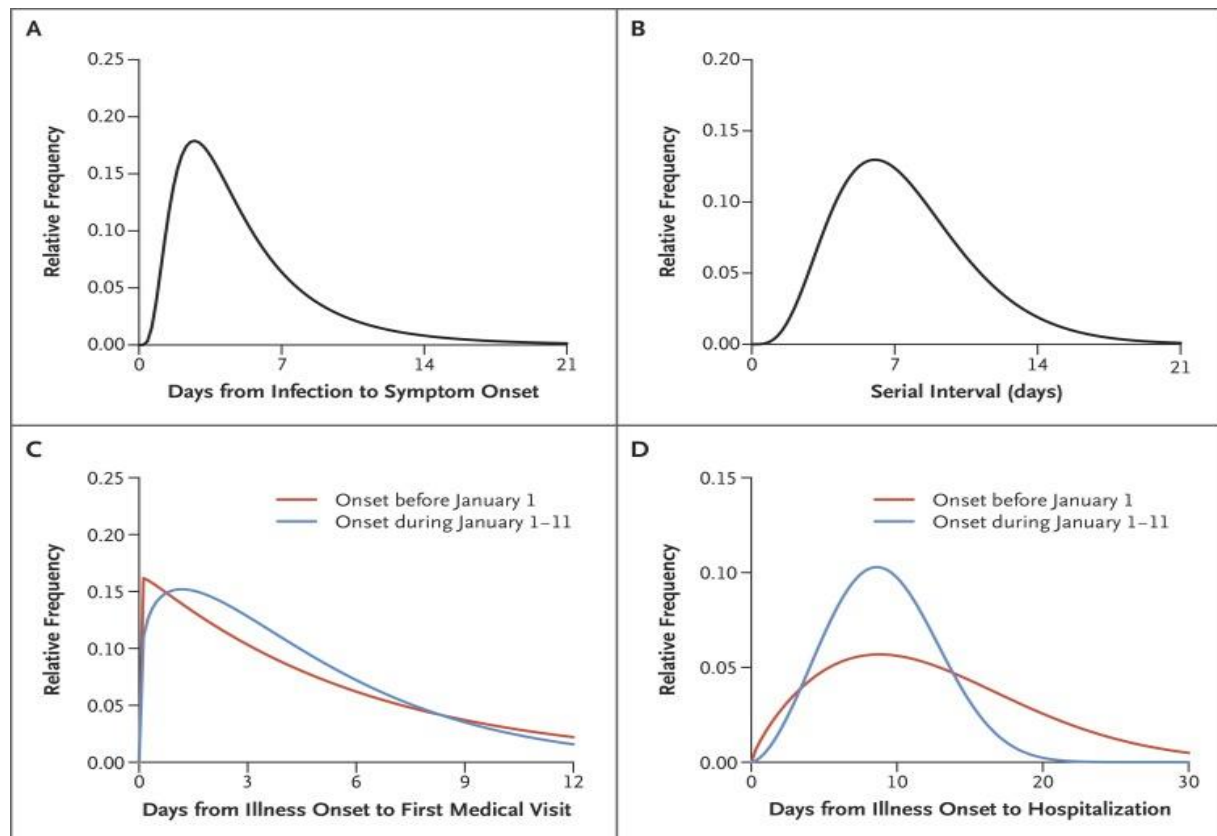 A
Relative Frequency
0.25
0.20
0.15
0.10
0.05
0.00
0 7 14 21
Days from Infection to Symptom Onset
B
Relative Frequency
0.20
0.15
0.10
0.05
0.00
0 7 14 21
Serial Interval (days)
C
Relative Frequency
0.25
0.20
0.15
0.10
0.05
0.00
Onset before January 1
Onset during January 1–11
0 3 6 9 12
Days from Illness Onset to First Medical Visit
D
Relative Frequency
0.15
0.10
0.05
0.00
Onset before January 1
Onset during January 1–11
0 10 20 30
Days from Illness Onset to Hospitalization